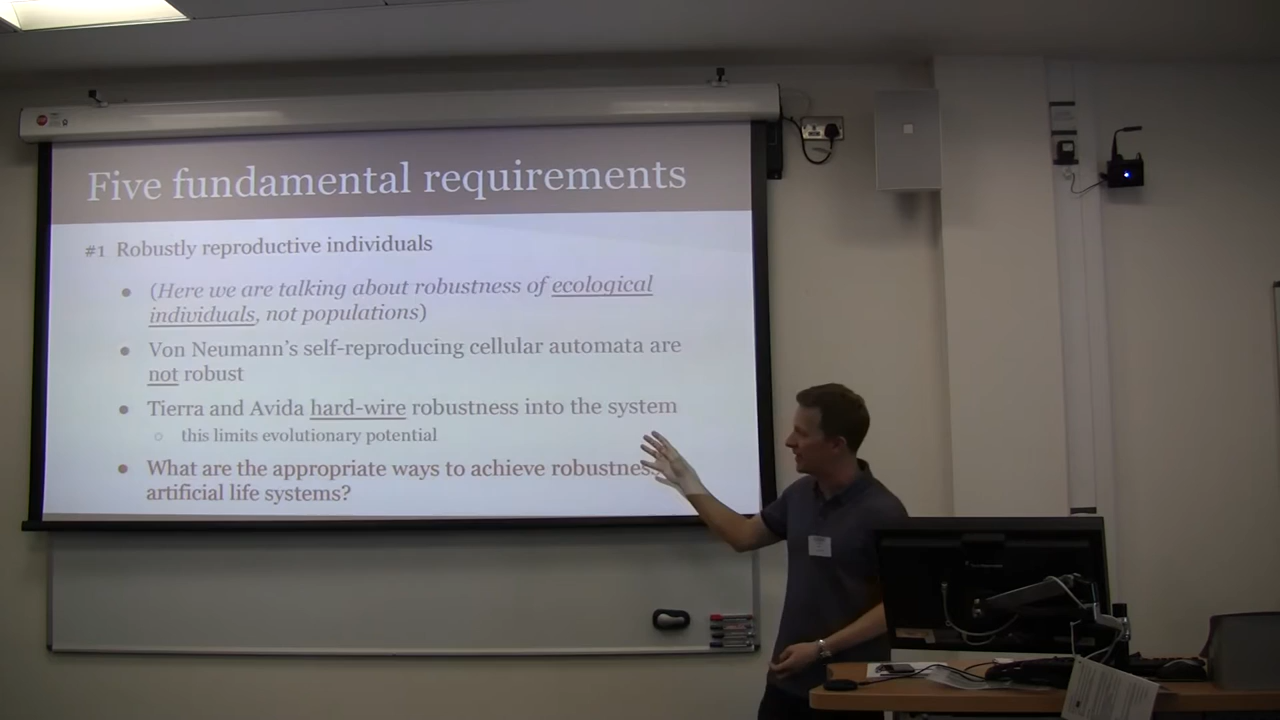 Five fundamental requirements
#1 Robustly reproductive individuals
• (Here we are talking about robustness of ecological
individuals, not populations)
• Von Neumann's self-reproducing cellular automata are
not robust
• Tierra and Avida hard-wire robustness into the system
○ this limits evolutionary potential
• What are the appropriate ways to achieve robustness
artificial life systems?